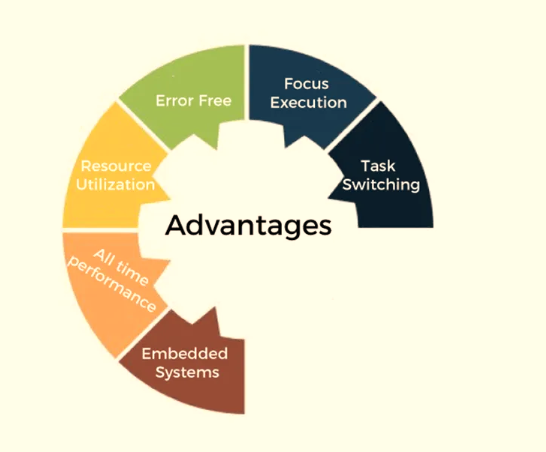 Error Free
Focus
Execution
Resource
Utilization
Task
Switching
Advantages
All time
performance
Embedded
Systems